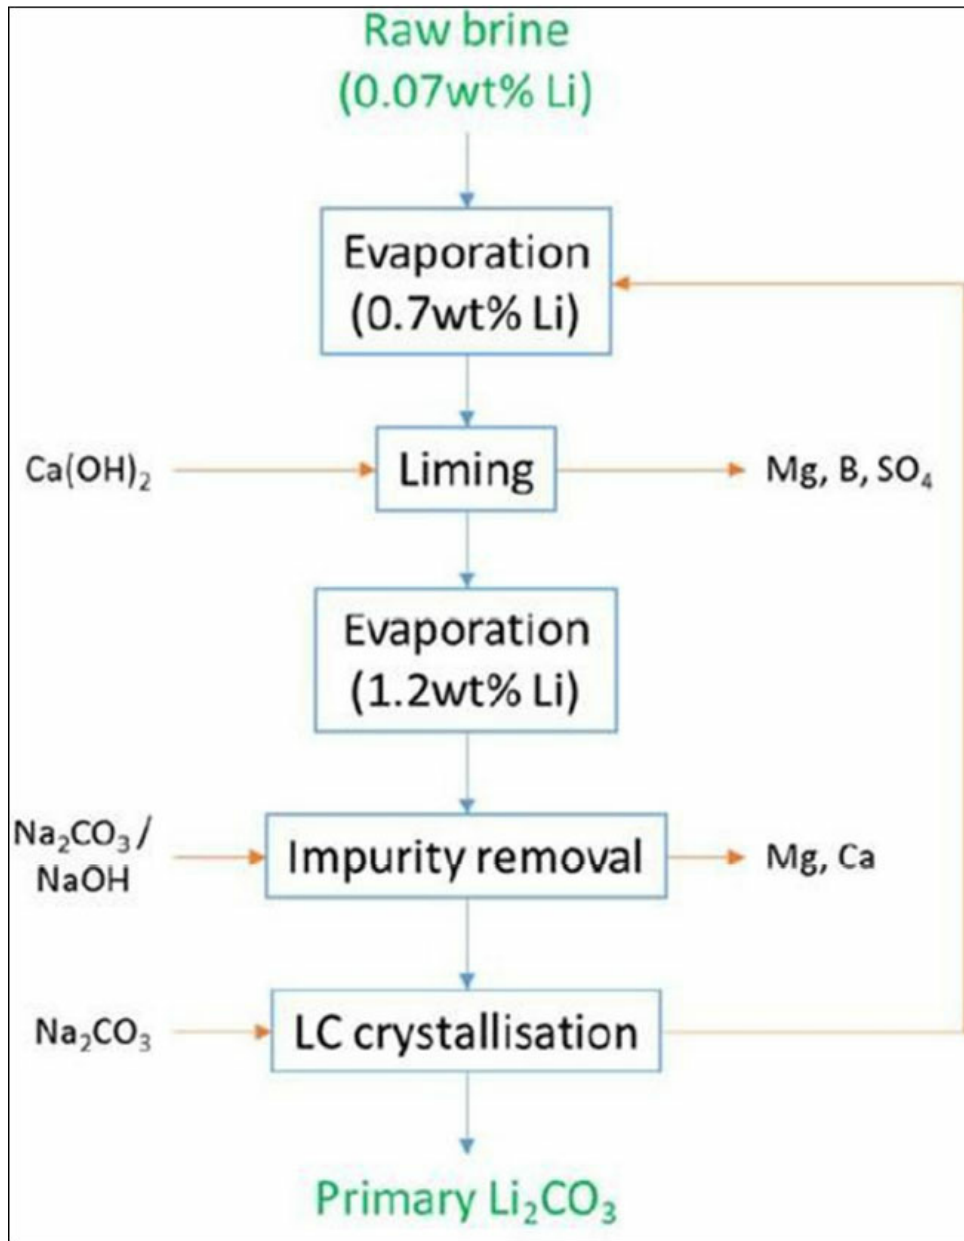 Raw brine
(0.07wt% Li)
Evaporation
(0.7wt% Li)
Ca(OH)₂
Liming
Mg, B, SO₄
Evaporation
(1.2wt% Li)
Na₂CO₃ /
NaOH
Impurity removal
Mg, Ca
Na₂CO₃
LC crystallisation
Primary Li₂CO₃